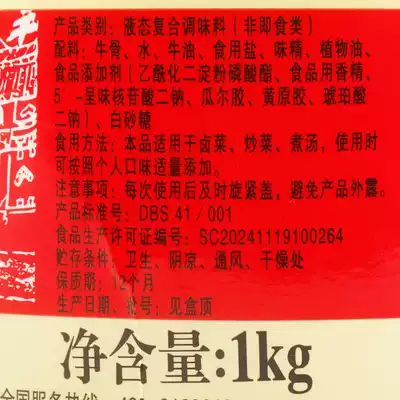 产品类别：液态复合调味料（非即食类）
配料：牛骨、水、牛油、食用盐、味精、植物油、
食品添加剂（乙酰化二淀粉磷酸酯、食品用香精、
5′-呈味核苷酸二钠、瓜尔胶、黄原胶、琥珀酸
二钠）、白砂糖
食用方法：本品适用于卤菜、炒菜、煮汤，使用时
可按照个人口味适量添加。
注意事项：每次使用后及时旋紧盖，避免产品外露。
产品标准号：DBS 41/001
食品生产许可证编号：SC20241119100264
贮存条件：卫生、阴凉、通风、干燥处
保质期：12个月
生产日期、批号：见盒顶
净含量:1kg
全国服务热线